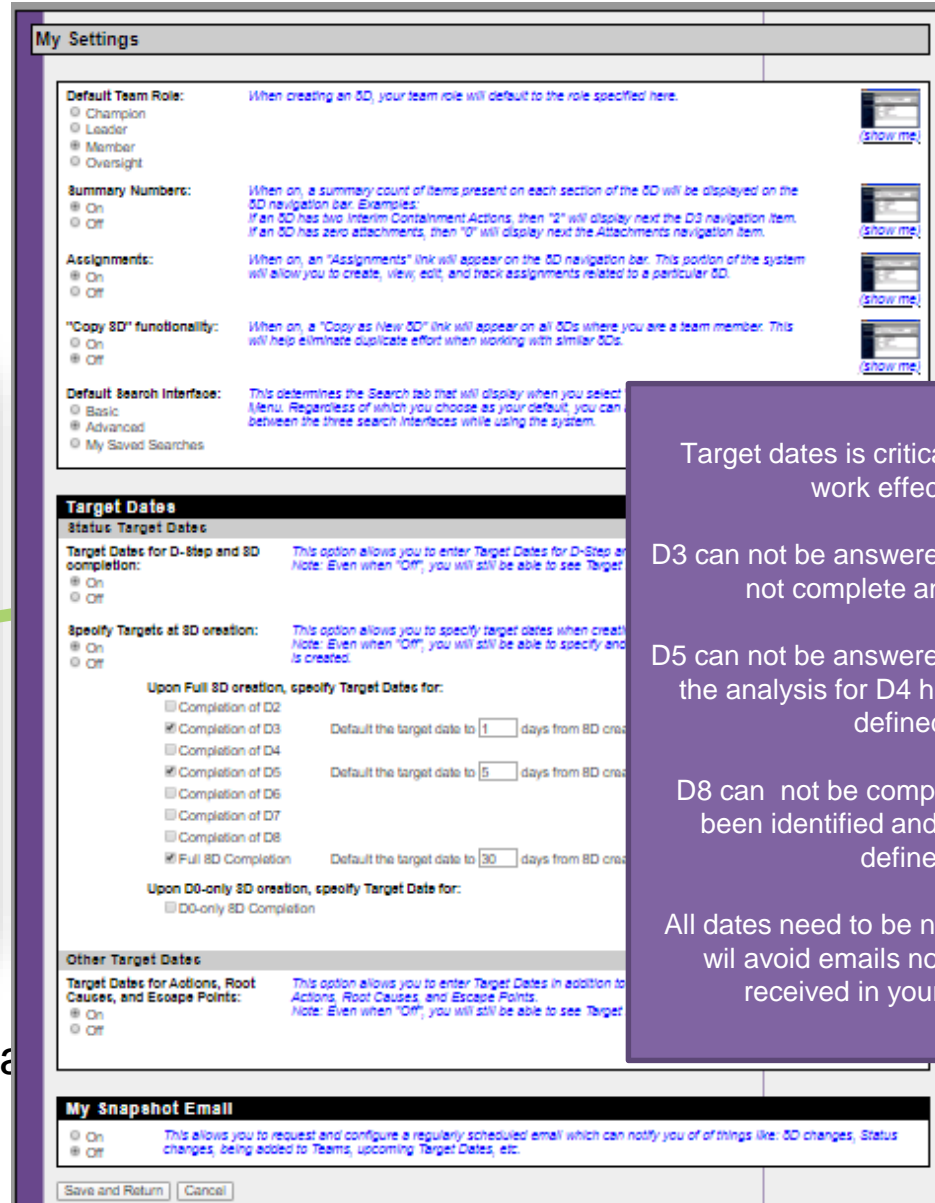 My Settings
Default Team Role: When creating an 8D, your team role will default to the role specified here.
Champion
Leader
Member
Oversight
(show me)
Summary Numbers: When on, a summary count of items present on each section of the 8D will be displayed on the
On 8D navigation bar. Examples:
Off If an 8D has two Interim Containment Actions, then "2" will display next the D3 navigation item.
If an 8D has zero attachments, then "0" will display next the Attachments navigation item.
(show me)
Assignments: When on, an "Assignments" link will appear on the 8D navigation bar. This portion of the system
On will allow you to create, view, edit, and track assignments related to a particular 8D.
Off
(show me)
"Copy 8D" functionality: When on, a "Copy as New 8D" link will appear on all 8Ds where you are a team member. This
On will help eliminate duplicate effort when working with similar 8Ds.
Off
(show me)
Default Search Interface: This determines the Search tab that will display when you select
Basic Menu. Regardless of which you choose as your default, you can
Advanced between the three search interfaces while using the system.
My Saved Searches
Target Dates
Status Target Dates
Target Dates for D-Step and 8D This option allows you to enter Target Dates for D-Step
completion: Note: Even when "Off", you will still be able to see Target
On
Off
Specify Targets at 8D creation: This option allows you to specify target dates when
On Note: Even when "Off", you will still be able to specify and
Off is created.
Upon Full 8D creation, specify Target Dates for:
Completion of D2
Completion of D3 Default the target date to 1 days from 8D
Completion of D4
Completion of D5 Default the target date to 5 days from 8D
Completion of D6
Completion of D7
Completion of D8
Full 8D Completion Default the target date to 30 days from 8D
Upon D0-only 8D creation, specify Target Date for:
D0-only 8D Completion
Other Target Dates
Target Dates for Actions, Root This option allows you to enter Target Dates in addition to
Causes, and Escape Points: Actions, Root Causes, and Escape Points.
On Note: Even when "Off", you will still be able to see Target
Off
My Snapshot Email
On This allows you to request and configure a regularly scheduled email which can notify you of of things like: 8D changes, Status
Off changes, being added to Teams, upcoming Target Dates, etc.
Save and Return Cancel
Target dates is
work
D3 can not be
not complete
D5 can not be
the analysis for D4
D8 can not be
been identified and
All dates need to be
wil avoid emails
received in your